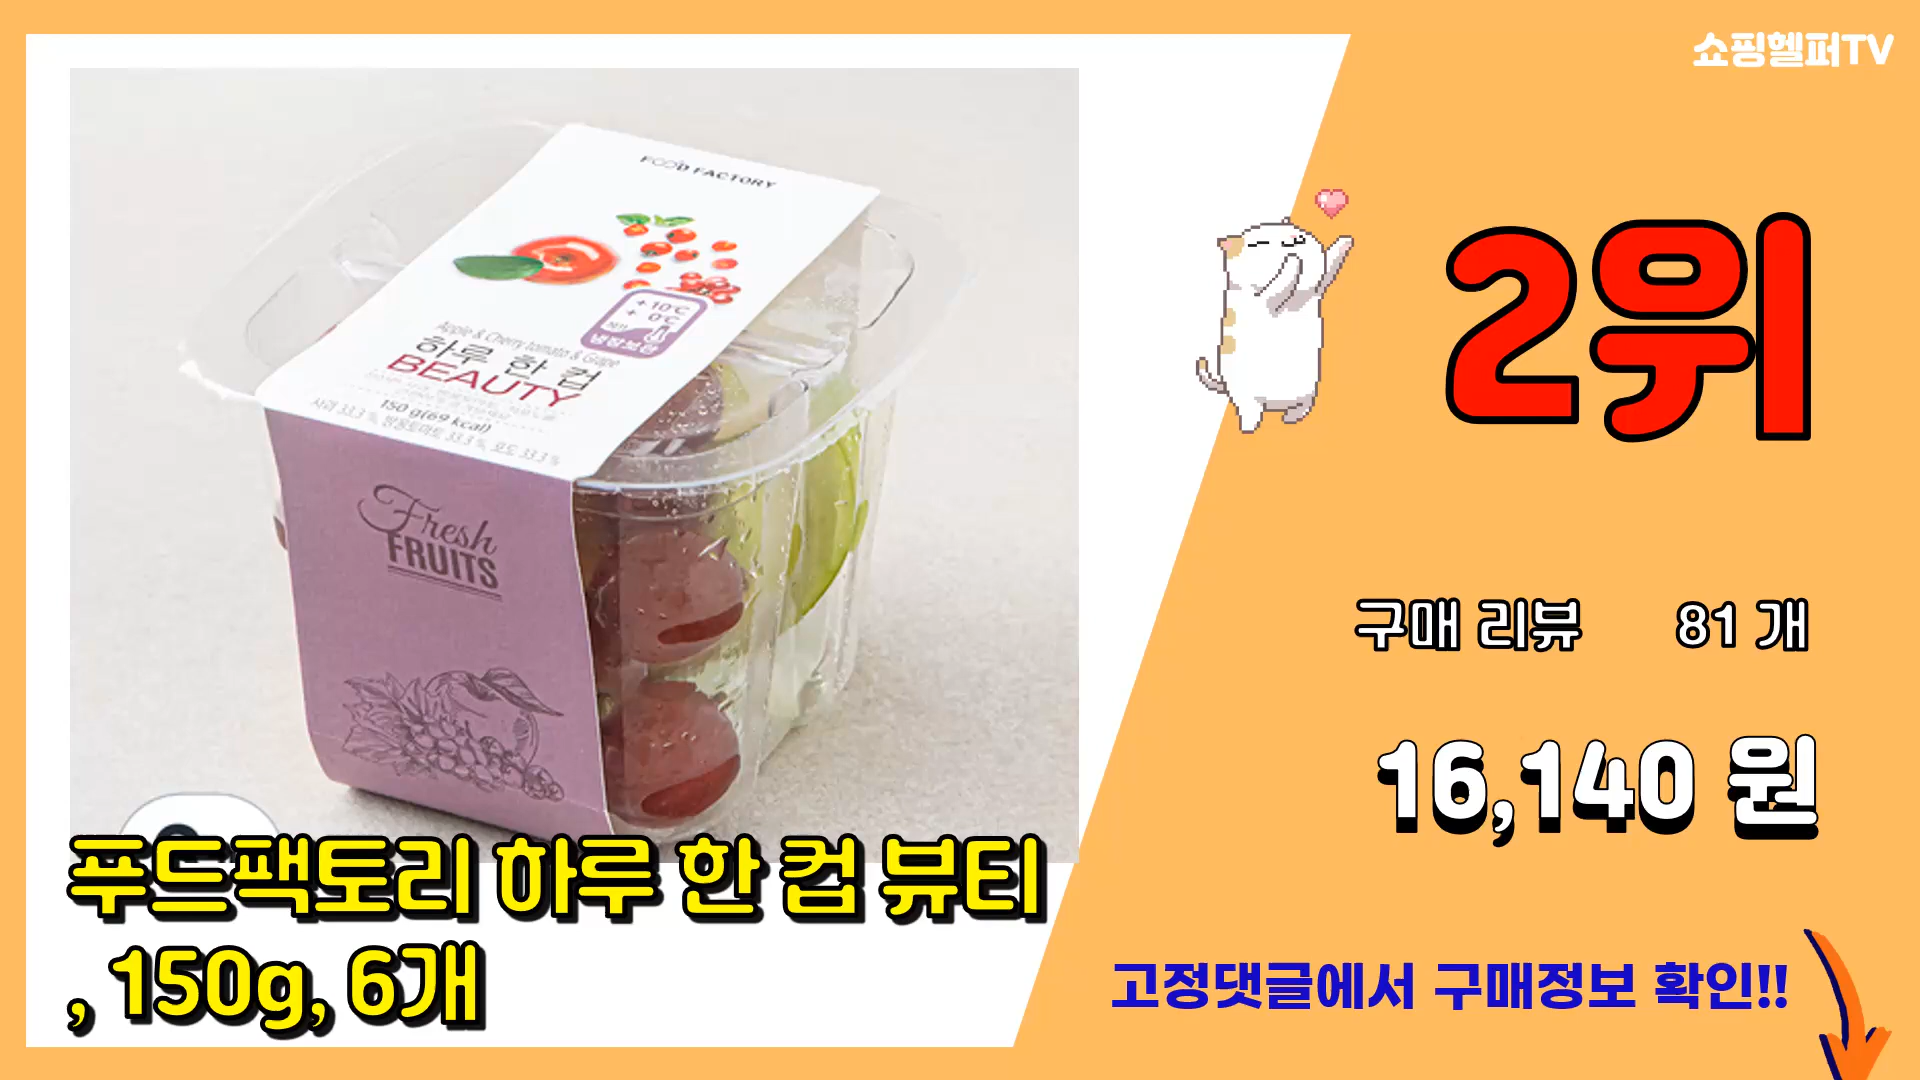 쇼핑헬퍼TV
FOOD FACTORY
+10℃
+ 0℃
냉장보관
Apple & Cherry tomato & Grape
하루 한 컵
BEAUTY
150 g(69 kcal)
사과 33.3 %, 방울토마토 33.3 %, 포도 33.3 %
Fresh
FRUITS
2위
구매 리뷰 81 개
16,140 원
푸드팩토리 하루 한 컵 뷰티
, 150g, 6개
고정댓글에서 구매정보 확인!!